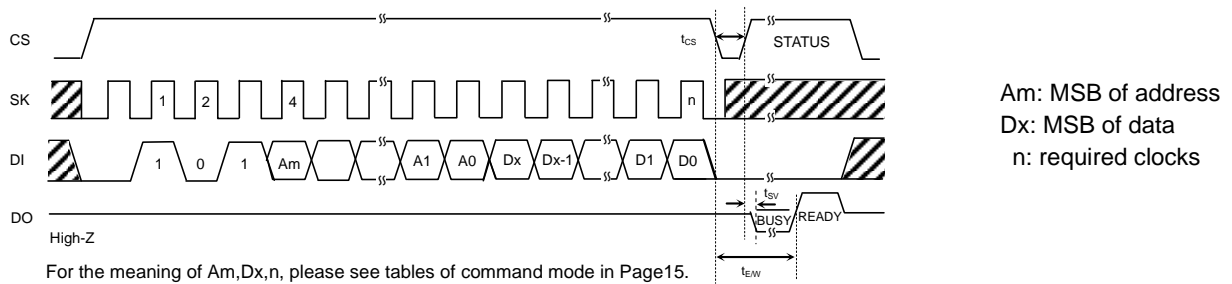 CS
tCS
STATUS
SK
1 2 4 n
DI
1 0 1 Am A1 A0 Dx Dx-1 D1 D0
tSV
DO
BUSY READY
High-Z
tE/W
For the meaning of Am,Dx,n, please see tables of command mode in Page15.
Am: MSB of address
Dx: MSB of data
n: required clocks